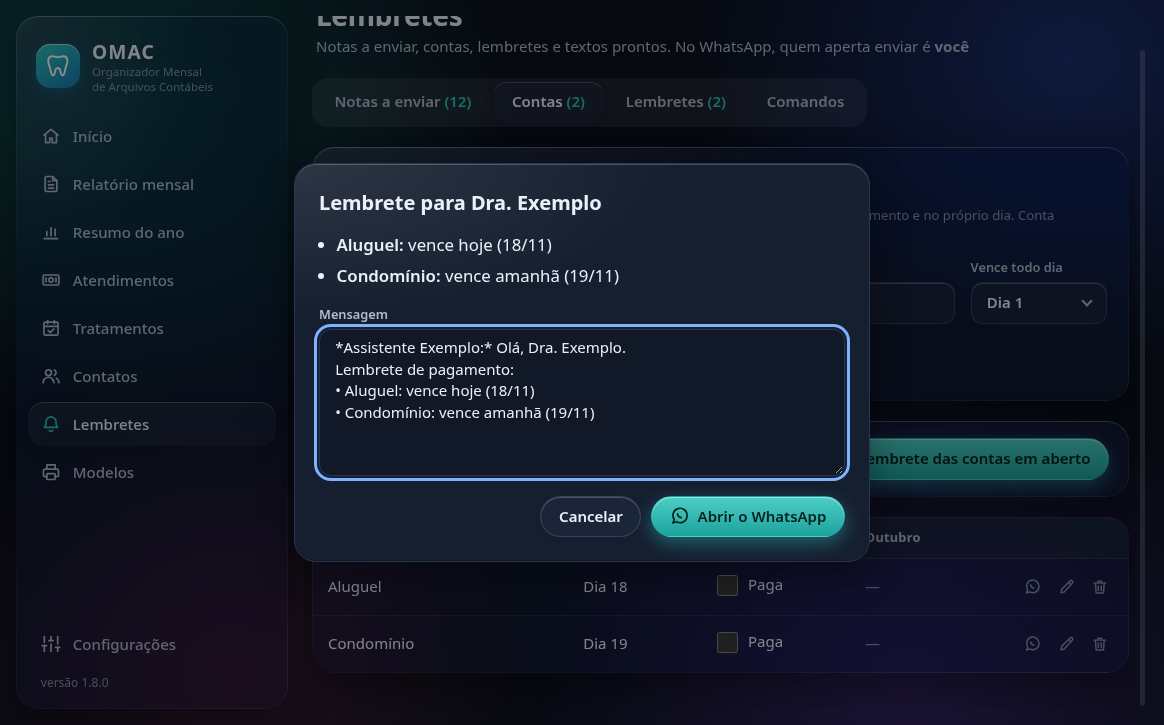 OMAC
Organizador Mensal
de Arquivos Contábeis
Início
Relatório mensal
Resumo do ano
Atendimentos
Tratamentos
Contatos
Lembretes
Modelos
Configurações
versão 1.8.0
Lembretes
Notas a enviar, contas, lembretes e textos prontos. No WhatsApp, quem aperta enviar é você
Notas a enviar (12)
Contas (2)
Lembretes (2)
Comandos
mento e no próprio dia. Conta
Vence todo dia
Dia 1
embrete das contas em aberto
Lembrete para Dra. Exemplo
• Aluguel: vence hoje (18/11)
• Condomínio: vence amanhã (19/11)
Mensagem
*Assistente Exemplo:* Olá, Dra. Exemplo.
Lembrete de pagamento:
• Aluguel: vence hoje (18/11)
• Condomínio: vence amanhã (19/11)
Cancelar
Abrir o WhatsApp
Outubro
Aluguel Dia 18 Paga —
Condomínio Dia 19 Paga —